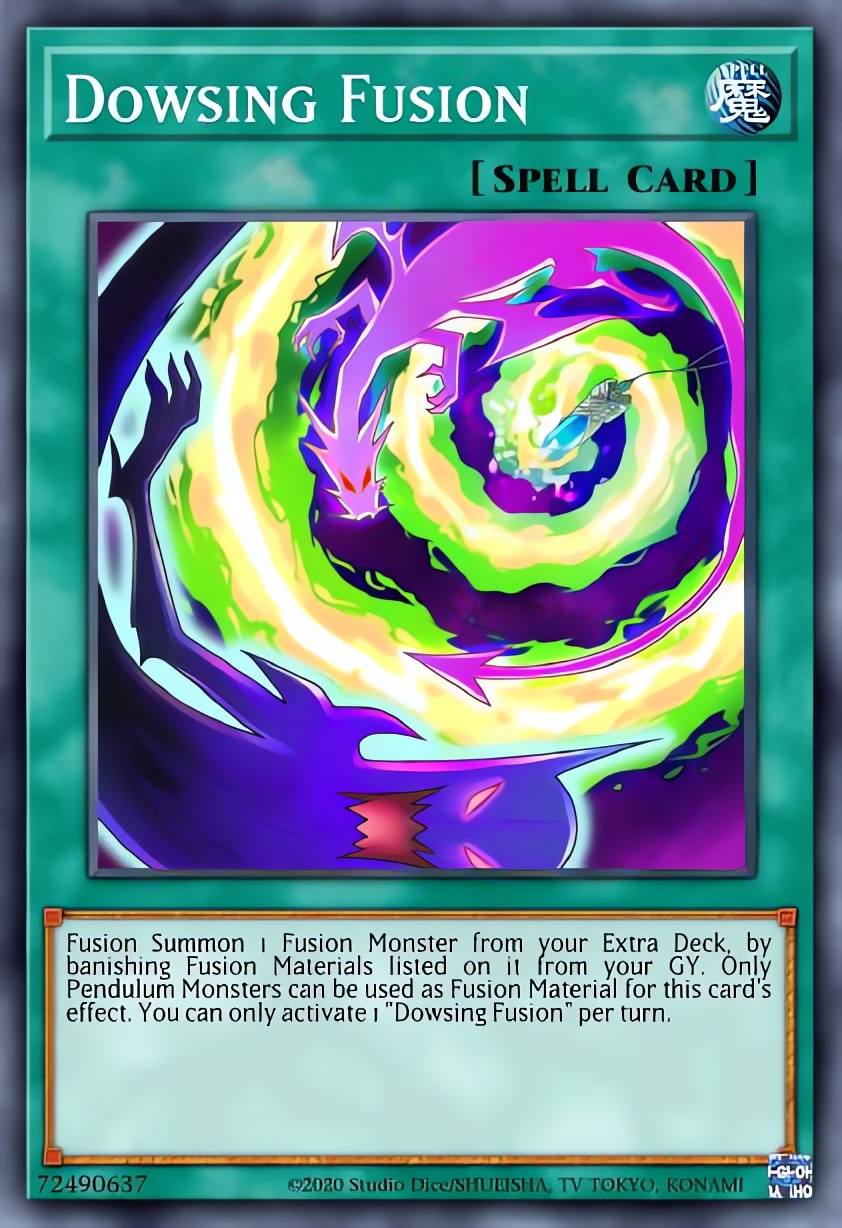 Dowsing Fusion
魔
[Spell Card]
Fusion Summon 1 Fusion Monster from your Extra Deck, by
banishing Fusion Materials listed on it from your GY. Only
Pendulum Monsters can be used as Fusion Material for this card's
effect. You can only activate 1 "Dowsing Fusion" per turn.
72490637
©2020 Studio Dice/SHUEISHA, TV TOKYO, KONAMI